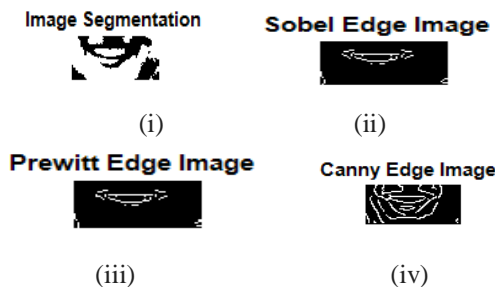 Image Segmentation
Sobel Edge Image
(i)
(ii)
Prewitt Edge Image
Canny Edge Image
(iii)
(iv)